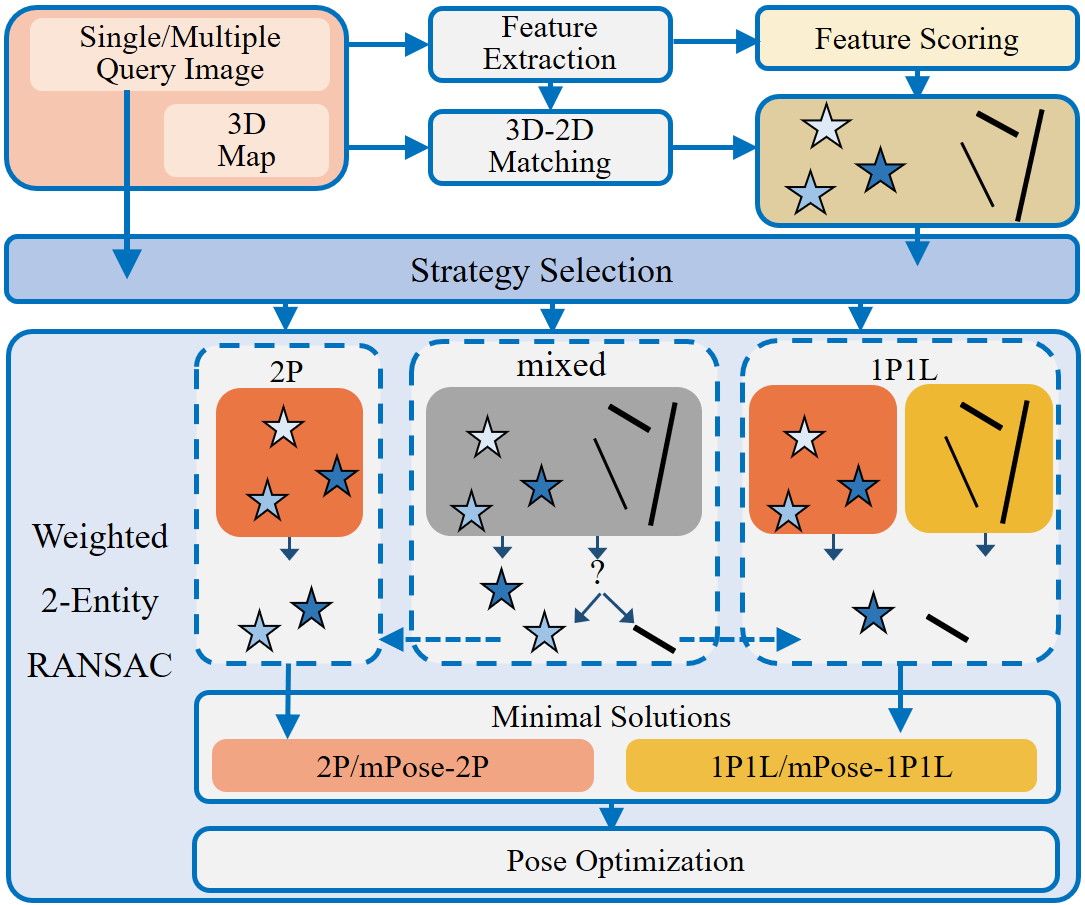 Single/Multiple
Query Image
3D
Map
Feature
Extraction
3D-2D
Matching
Feature Scoring
Strategy Selection
Weighted
2-Entity
RANSAC
2P
mixed
?
1P1L
Minimal Solutions
2P/mPose-2P
1P1L/mPose-1P1L
Pose Optimization